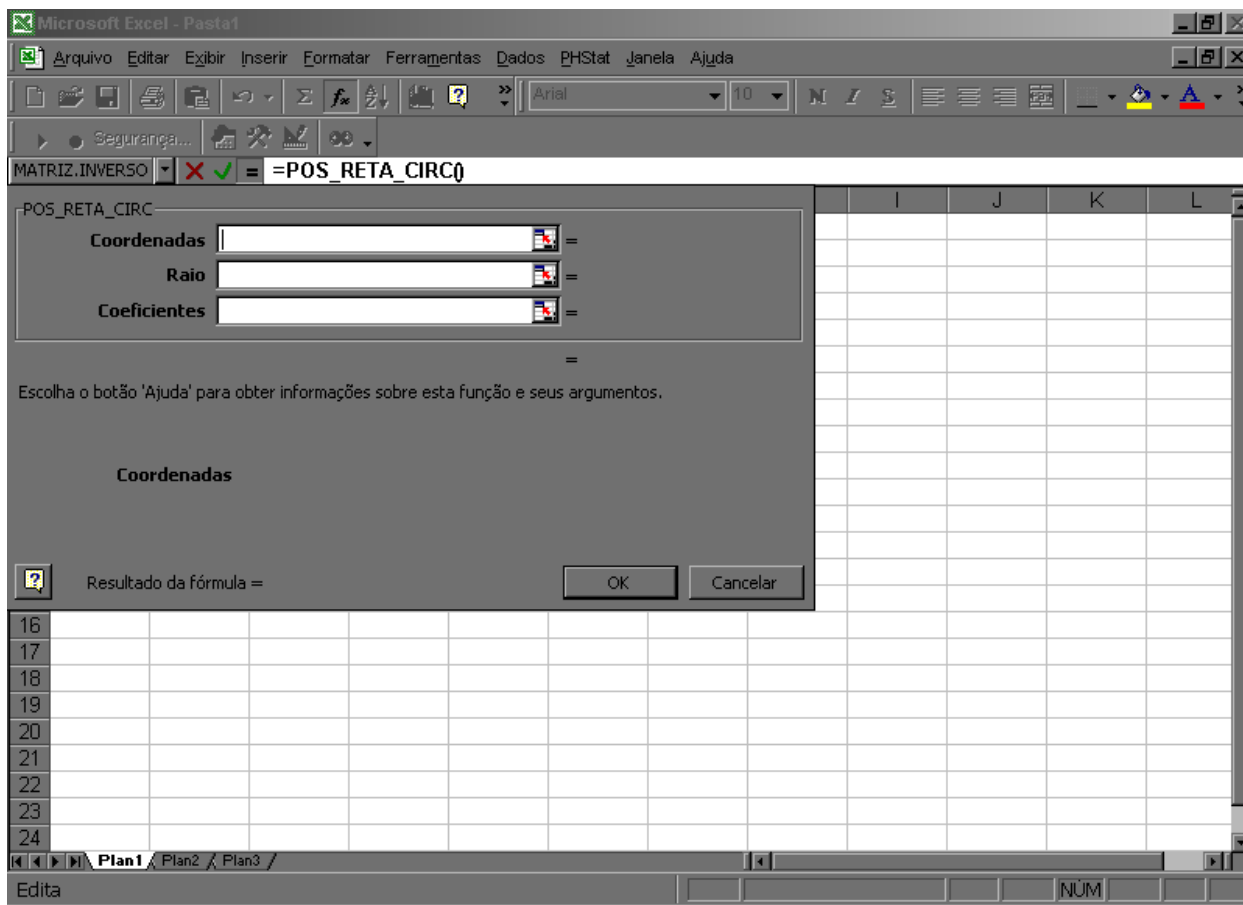 Microsoft Excel - Pasta1
Arquivo Editar Exibir Inserir Formatar Ferramentas Dados PHStat Janela Ajuda
Arial 10 N I S
Segurança...
MATRIZ.INVERSO = =POS_RETA_CIRC()
I J K L
POS_RETA_CIRC
Coordenadas =
Raio =
Coeficientes =
=
Escolha o botão 'Ajuda' para obter informações sobre esta função e seus argumentos.
Coordenadas
Resultado da fórmula =
OK Cancelar
16
17
18
19
20
21
22
23
24
Plan1 Plan2 Plan3
Edita NÚM